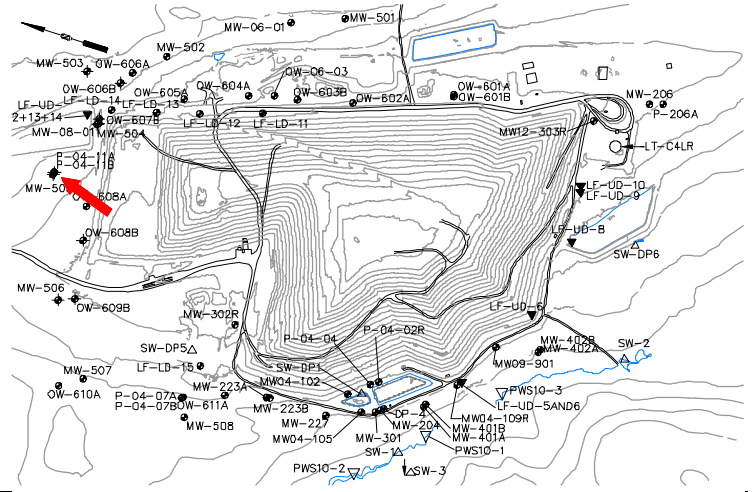 MW-06-01
MW-501
MW-502
MW-503
OW-606A
OW-606B
OW-605A
OW-604A
OW-06-03
OW-603B
OW-602A
OW-601A
OW-601B
MW-206
P-206A
LF-UD-
2+13+14
LF-LD-14
LF-LD-13
LF-LD-12
LF-LD-11
OW-607B
MW-08-01
MW-504
MW12-303R
LT-C4LR
P-04-11A
P-04-11B
608A
LF-UD-10
LF-UD-9
OW-608B
LF-UD-8
SW-DP6
MW-506
OW-609B
MW-302R
LF-UD-6
P-04-04
P-04-02R
SW-DP5
SW-DP1
MW-402B
MW-402A
SW-2
MW-507
LF-LD-15
MW04-102
MW09-901
OW-610A
MW-223A
P-04-07A
P-04-07B
OW-611A
MW-223B
PWS10-3
LF-UD-5AND6
MW-508
MW-227
DP-4
MW-204
MW04-109R
MW04-105
MW-301
MW-401B
MW-401A
SW-1
PWS10-1
PWS10-2
SW-3